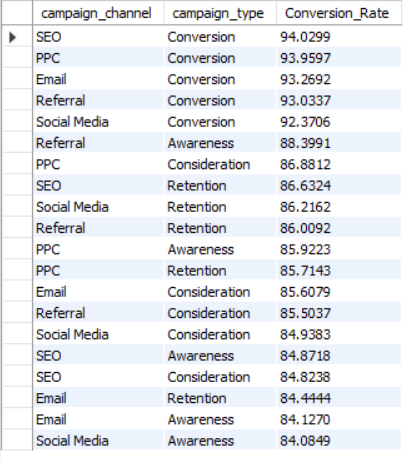 campaign_channel campaign_type Conversion_Rate
SEO Conversion 94.0299
PPC Conversion 93.9597
Email Conversion 93.2692
Referral Conversion 93.0337
Social Media Conversion 92.3706
Referral Awareness 88.3991
PPC Consideration 86.8812
SEO Retention 86.6324
Social Media Retention 86.2162
Referral Retention 86.0092
PPC Awareness 85.9223
PPC Retention 85.7143
Email Consideration 85.6079
Referral Consideration 85.5037
Social Media Consideration 84.9383
SEO Awareness 84.8718
SEO Consideration 84.8238
Email Retention 84.4444
Email Awareness 84.1270
Social Media Awareness 84.0849